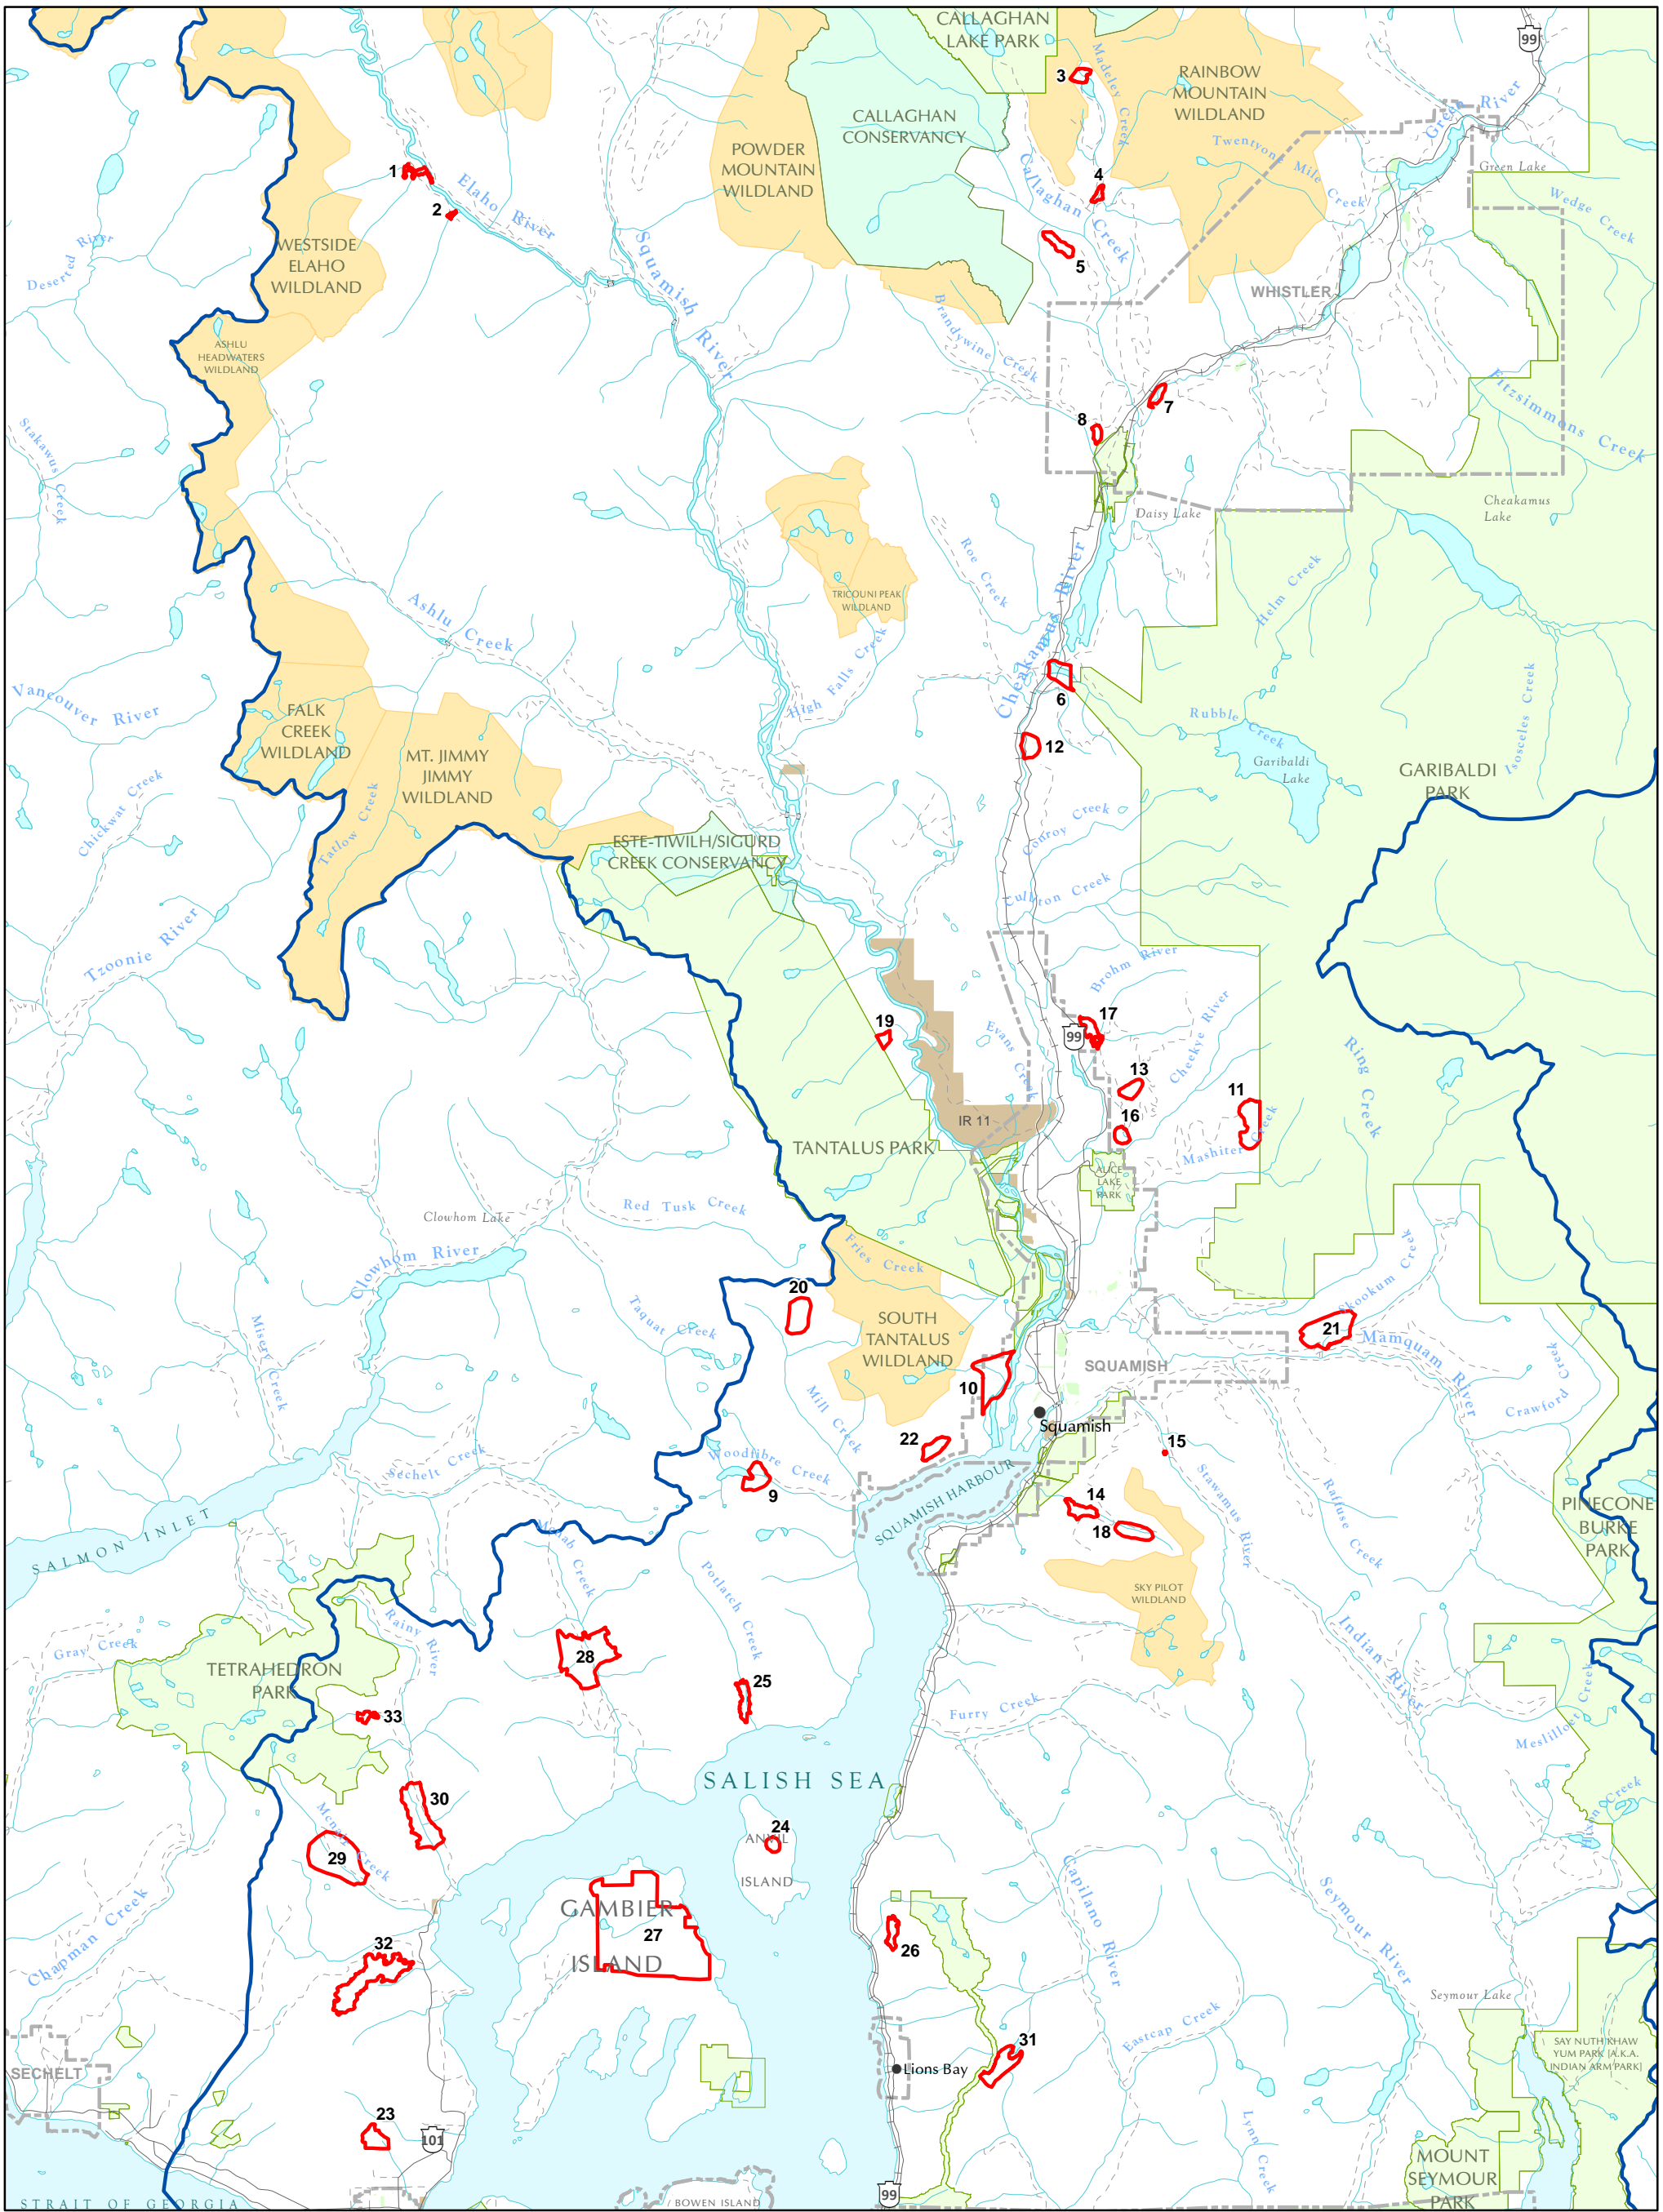 CALLAGHAN
LAKE PARK
99
3
Madeley Creek
RAINBOW
MOUNTAIN
WILDLAND
Green River
CALLAGHAN
CONSERVANCY
POWDER
MOUNTAIN
WILDLAND
Twentyone Mile Creek
Green Lake
1
Elaho River
2
4
Callaghan Creek
5
Wedge Creek
Deserted River
WESTSIDE
ELAHO
WILDLAND
Squamish River
WHISTLER
Brandywine Creek
ASHLU
HEADWATERS
WILDLAND
7
8
Fitzsimmons Creek
Stakawus Creek
Cheakamus
Lake
Daisy Lake
Roe Creek
Cheakamus River
Helm Creek
TRICOUNI PEAK
WILDLAND
Ashlu Creek
High Falls Creek
6
Vancouver River
FALK
CREEK
WILDLAND
Rubble Creek
Isosceles Creek
12
MT. JIMMY
JIMMY
WILDLAND
Garibaldi
Lake
GARIBALDI
PARK
Chickwat Creek
Tatlow Creek
Conroy Creek
ESTE-TIWILH/SIGURD
CREEK CONSERVANCY
Culliton Creek
Tzoonie River
Brohm River
19
17
99
Evans Creek
Cheekye River
Ring Creek
13
11
16
IR 11
Mashiter Creek
TANTALUS PARK
ALICE
LAKE
PARK
Red Tusk Creek
Clowhom Lake
Clowhom River
Fries Creek
Skookum Creek
20
Taquat Creek
Misery Creek
SOUTH
TANTALUS
WILDLAND
21
Mamquam River
SQUAMISH
10
Mill Creek
Crawford Creek
Squamish
22
15
Woodfibre Creek
9
Sechelt Creek
SQUAMISH HARBOUR
Stawamus River
Raffuse Creek
14
18
PINECONE
BURKE
PARK
SALMON INLET
Mcnab Creek
Potlatch Creek
SKY PILOT
WILDLAND
Rainy River
Gray Creek
Indian River
TETRAHEDRON
PARK
28
25
33
Furry Creek
Meslilloet Creek
SALISH SEA
30
Hixon Creek
24
ANVIL
ISLAND
Mcnair Creek
29
Capilano River
Seymour River
GAMBIER
ISLAND
27
26
Chapman Creek
32
Seymour Lake
Eastcap Creek
31
SAY NUTH KHAW
YUM PARK [A.K.A.
INDIAN ARM PARK]
SECHELT
Lions Bay
23
101
Lynn Creek
MOUNT
SEYMOUR
PARK
99
BOWEN ISLAND
STRAIT OF GEORGIA